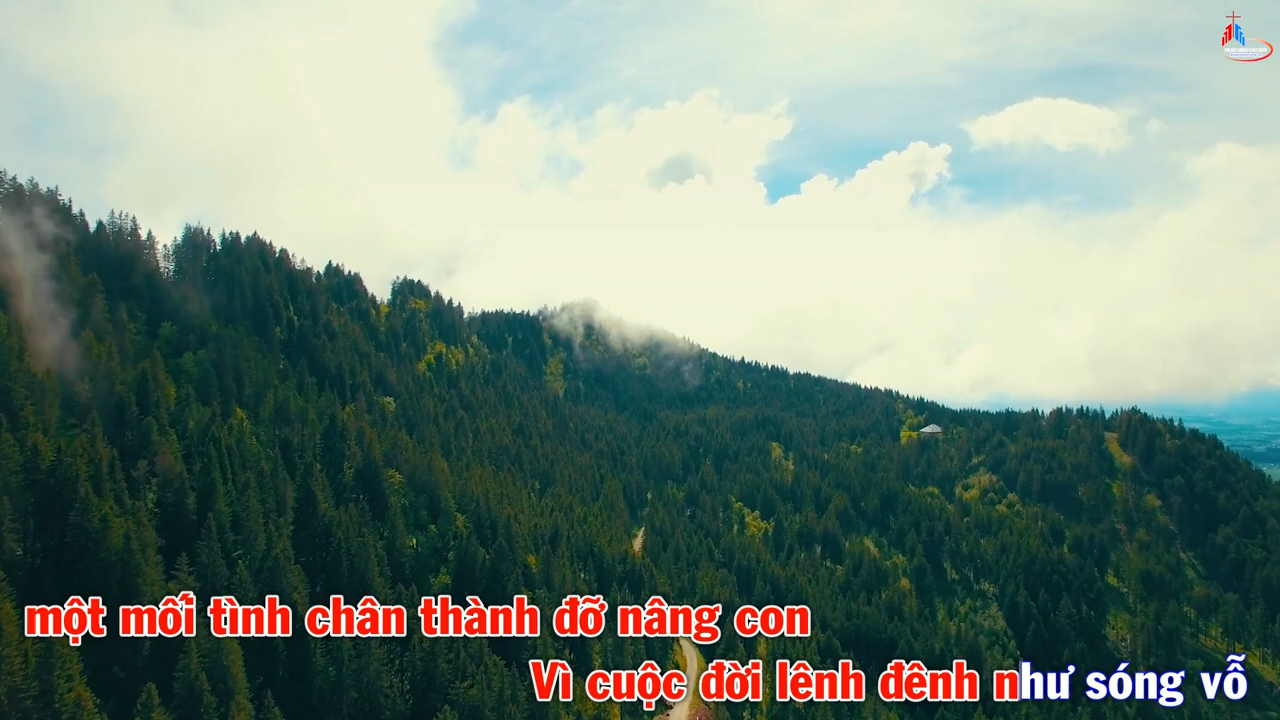 một mối tình chân thành đỡ nâng con
Vì cuộc đời lênh đênh như sóng vỗ